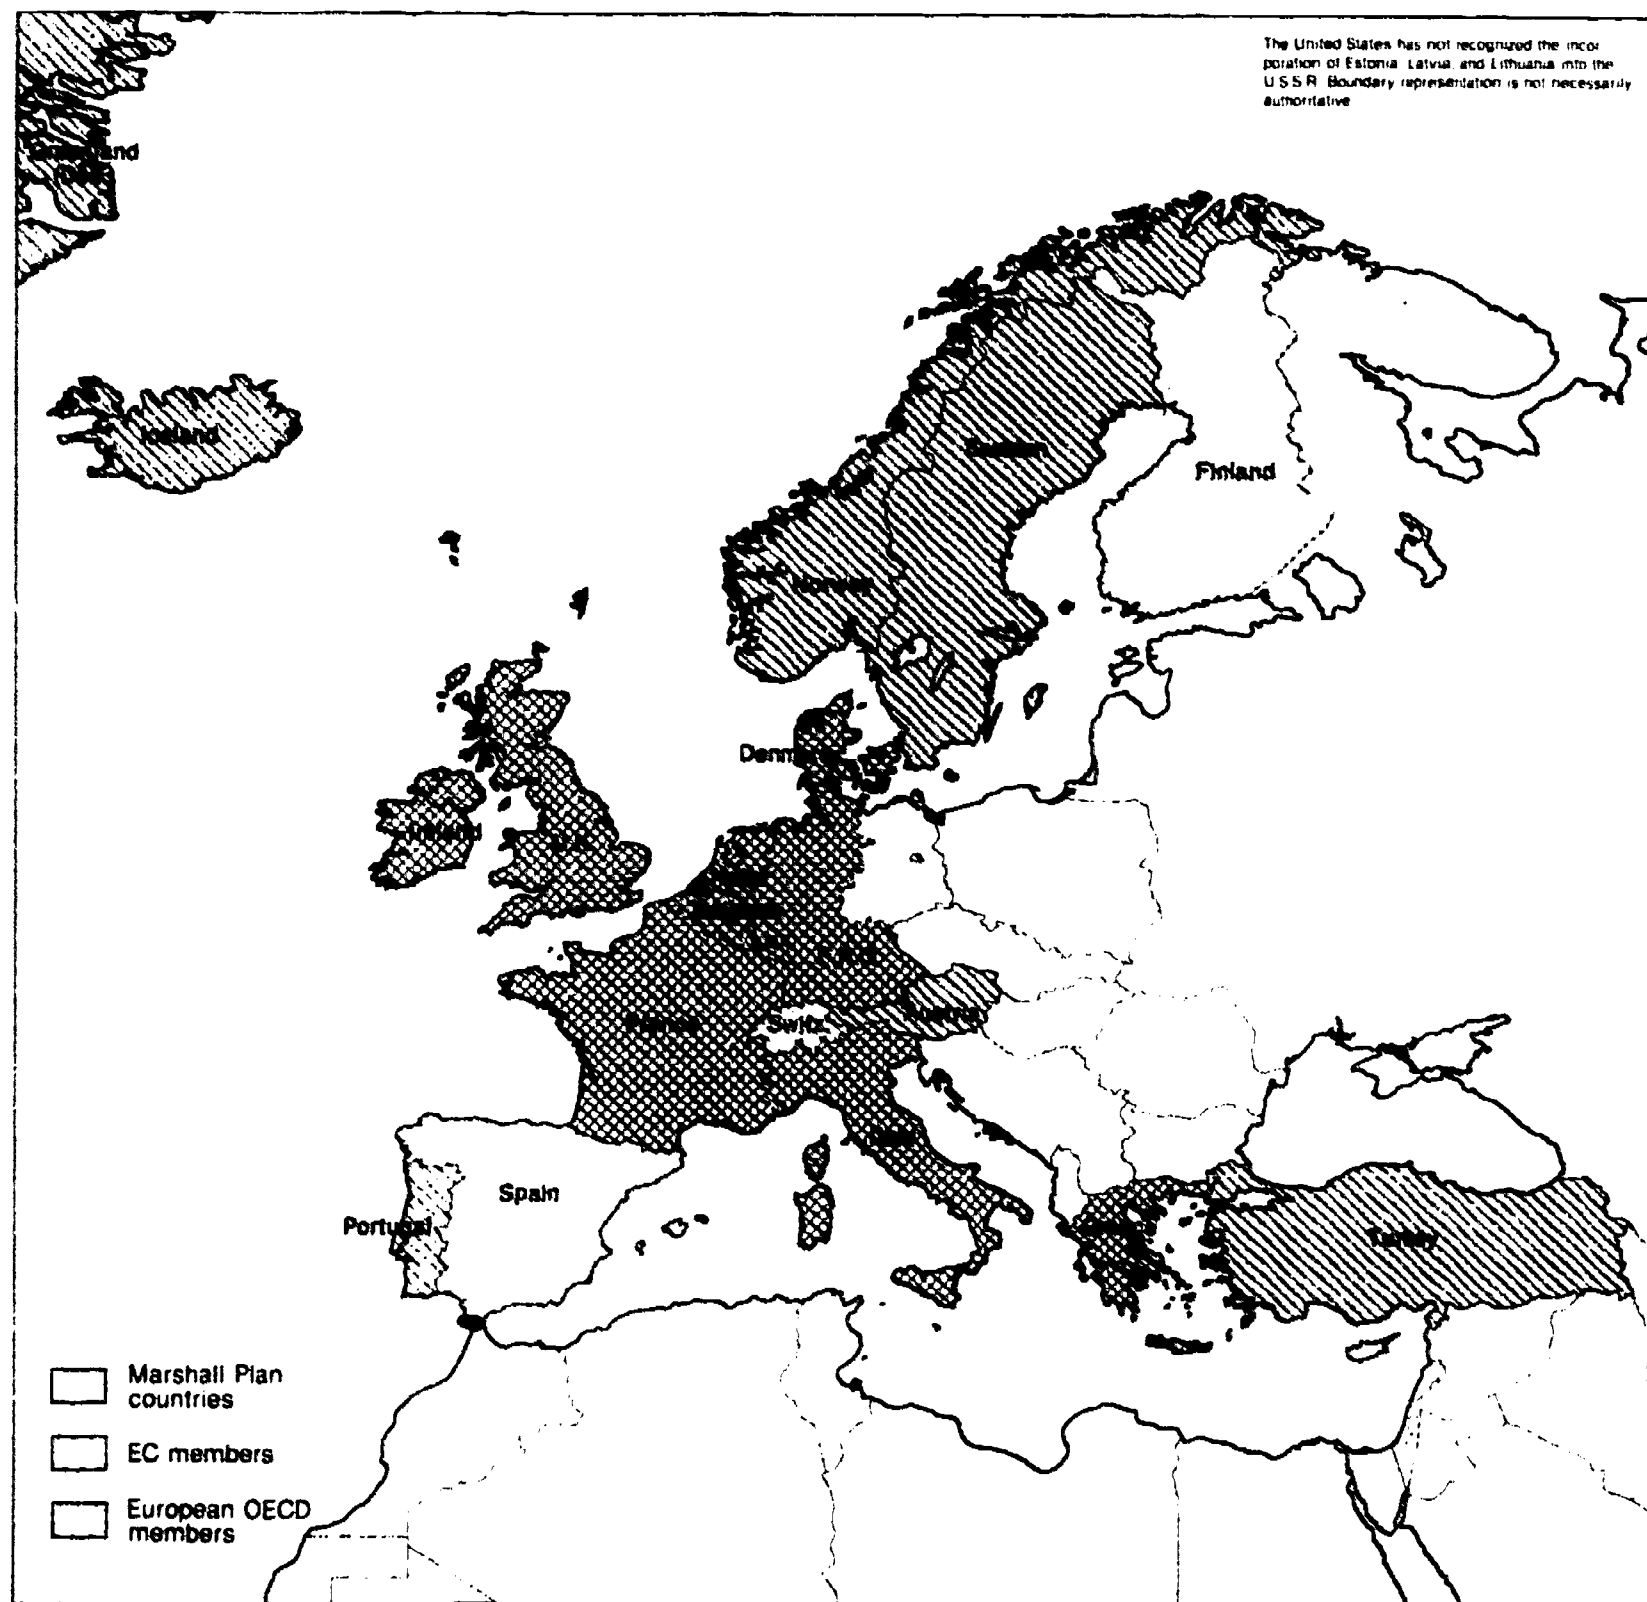 The United States has not recognized the incor
poration of Estonia, Latvia, and Lithuania into the
U S S R Boundary representation is not necessarily
authoritative
Iceland
Sweden
Finland
Norway
Denm
Ireland
U.K.
France
Switz.
Austria
Spain
Portugal
Turkey
Marshall Plan
countries
EC members
European OECD
members